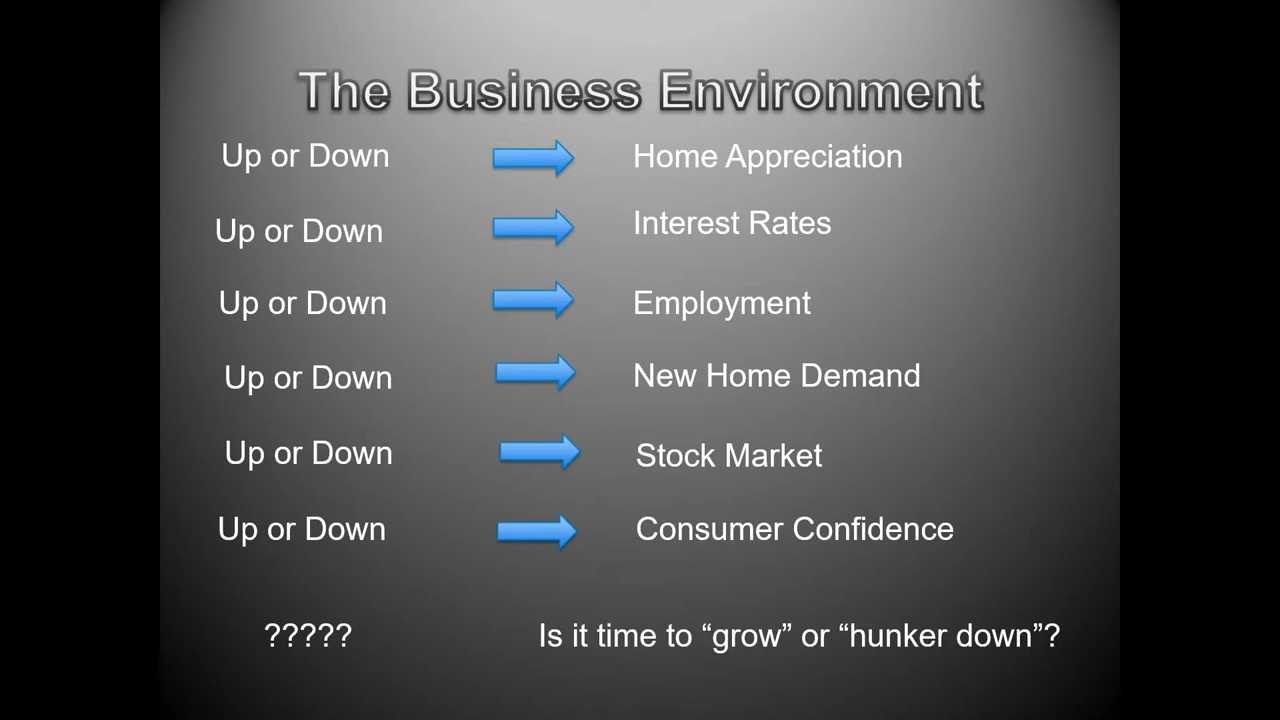 The Business Environment
Up or Down Home Appreciation
Up or Down Interest Rates
Up or Down Employment
Up or Down New Home Demand
Up or Down Stock Market
Up or Down Consumer Confidence
????? Is it time to “grow” or “hunker down”?